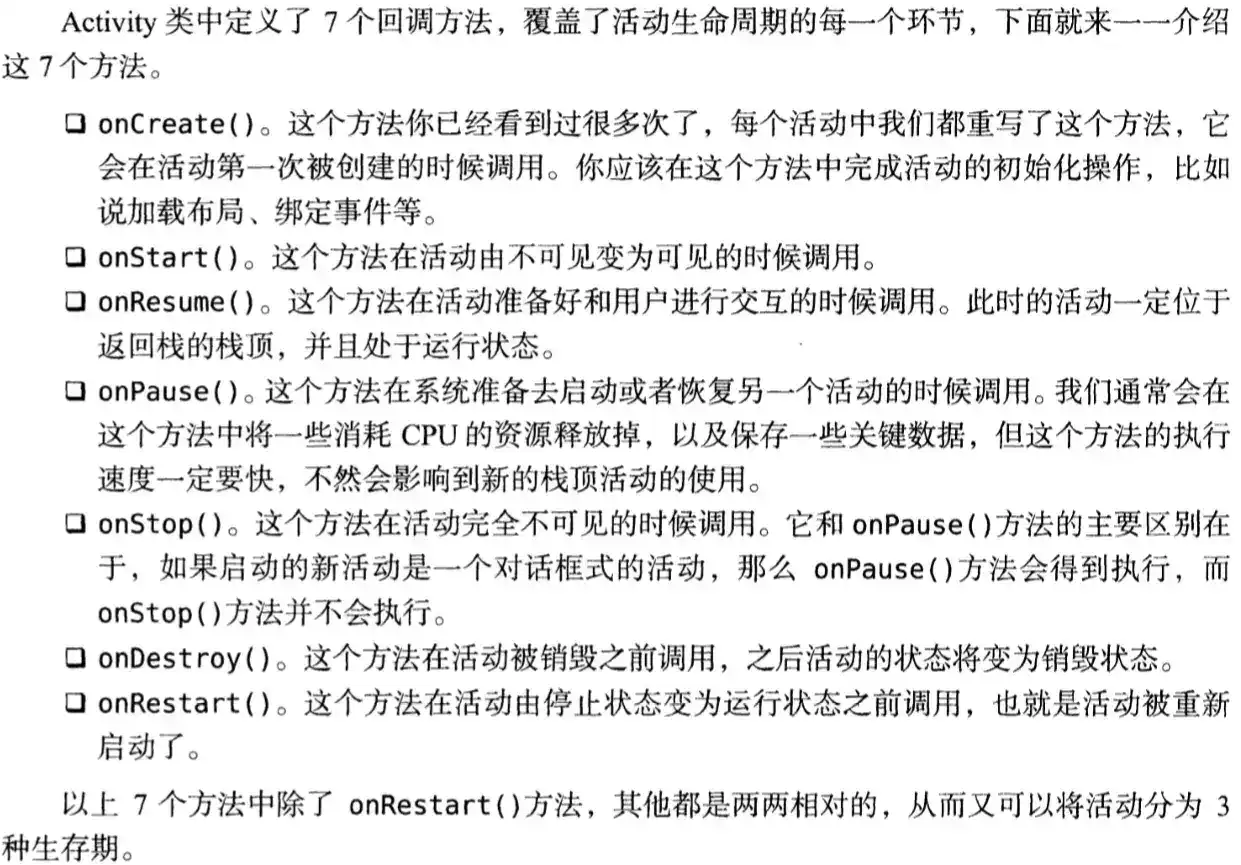 Activity 类中定义了 7 个回调方法，覆盖了活动生命周期的每一个环节，下面就来一一介绍
这 7 个方法。
❑ onCreate()。这个方法你已经看到过很多次了，每个活动中我们都重写了这个方法，它
会在活动第一次被创建的时候调用。你应该在这个方法中完成活动的初始化操作，比如
说加载布局、绑定事件等。
❑ onStart()。这个方法在活动由不可见变为可见的时候调用。
❑ onResume()。这个方法在活动准备好和用户进行交互的时候调用。此时的活动一定位于
返回栈的栈顶，并且处于运行状态。
❑ onPause()。这个方法在系统准备去启动或者恢复另一个活动的时候调用。我们通常会在
这个方法中将一些消耗 CPU 的资源释放掉，以及保存一些关键数据，但这个方法的执行
速度一定要快，不然会影响到新的栈顶活动的使用。
❑ onStop()。这个方法在活动完全不可见的时候调用。它和 onPause()方法的主要区别在
于，如果启动的新活动是一个对话框式的活动，那么 onPause()方法会得到执行，而
onStop()方法并不会执行。
❑ onDestroy()。这个方法在活动被销毁之前调用，之后活动的状态将变为销毁状态。
❑ onRestart()。这个方法在活动由停止状态变为运行状态之前调用，也就是活动被重新
启动了。
以上 7 个方法中除了 onRestart()方法，其他都是两两相对的，从而又可以将活动分为 3
种生存期。